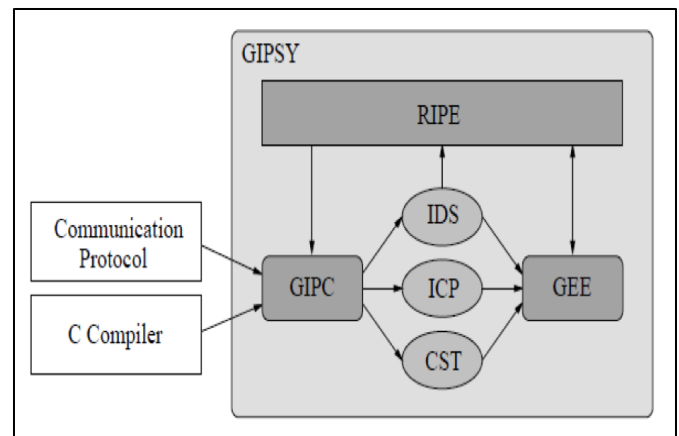 GIPSY
RIPE
IDS
Communication
Protocol
GIPC
ICP
GEE
C Compiler
CST